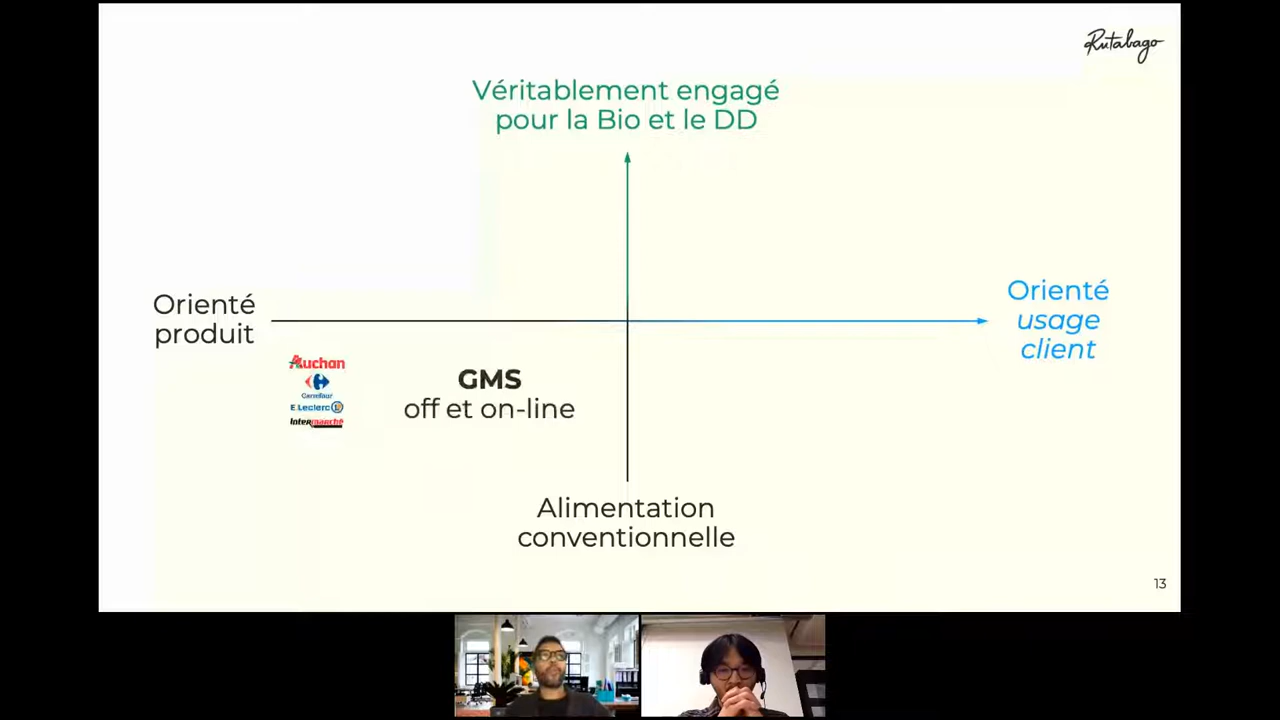 Rutabago
Véritablement engagé
pour la Bio et le DD
Orienté
produit
Orienté
usage
client
Auchan
Carrefour
E.Leclerc
Intermarché
GMS
off et on-line
Alimentation
conventionnelle
13